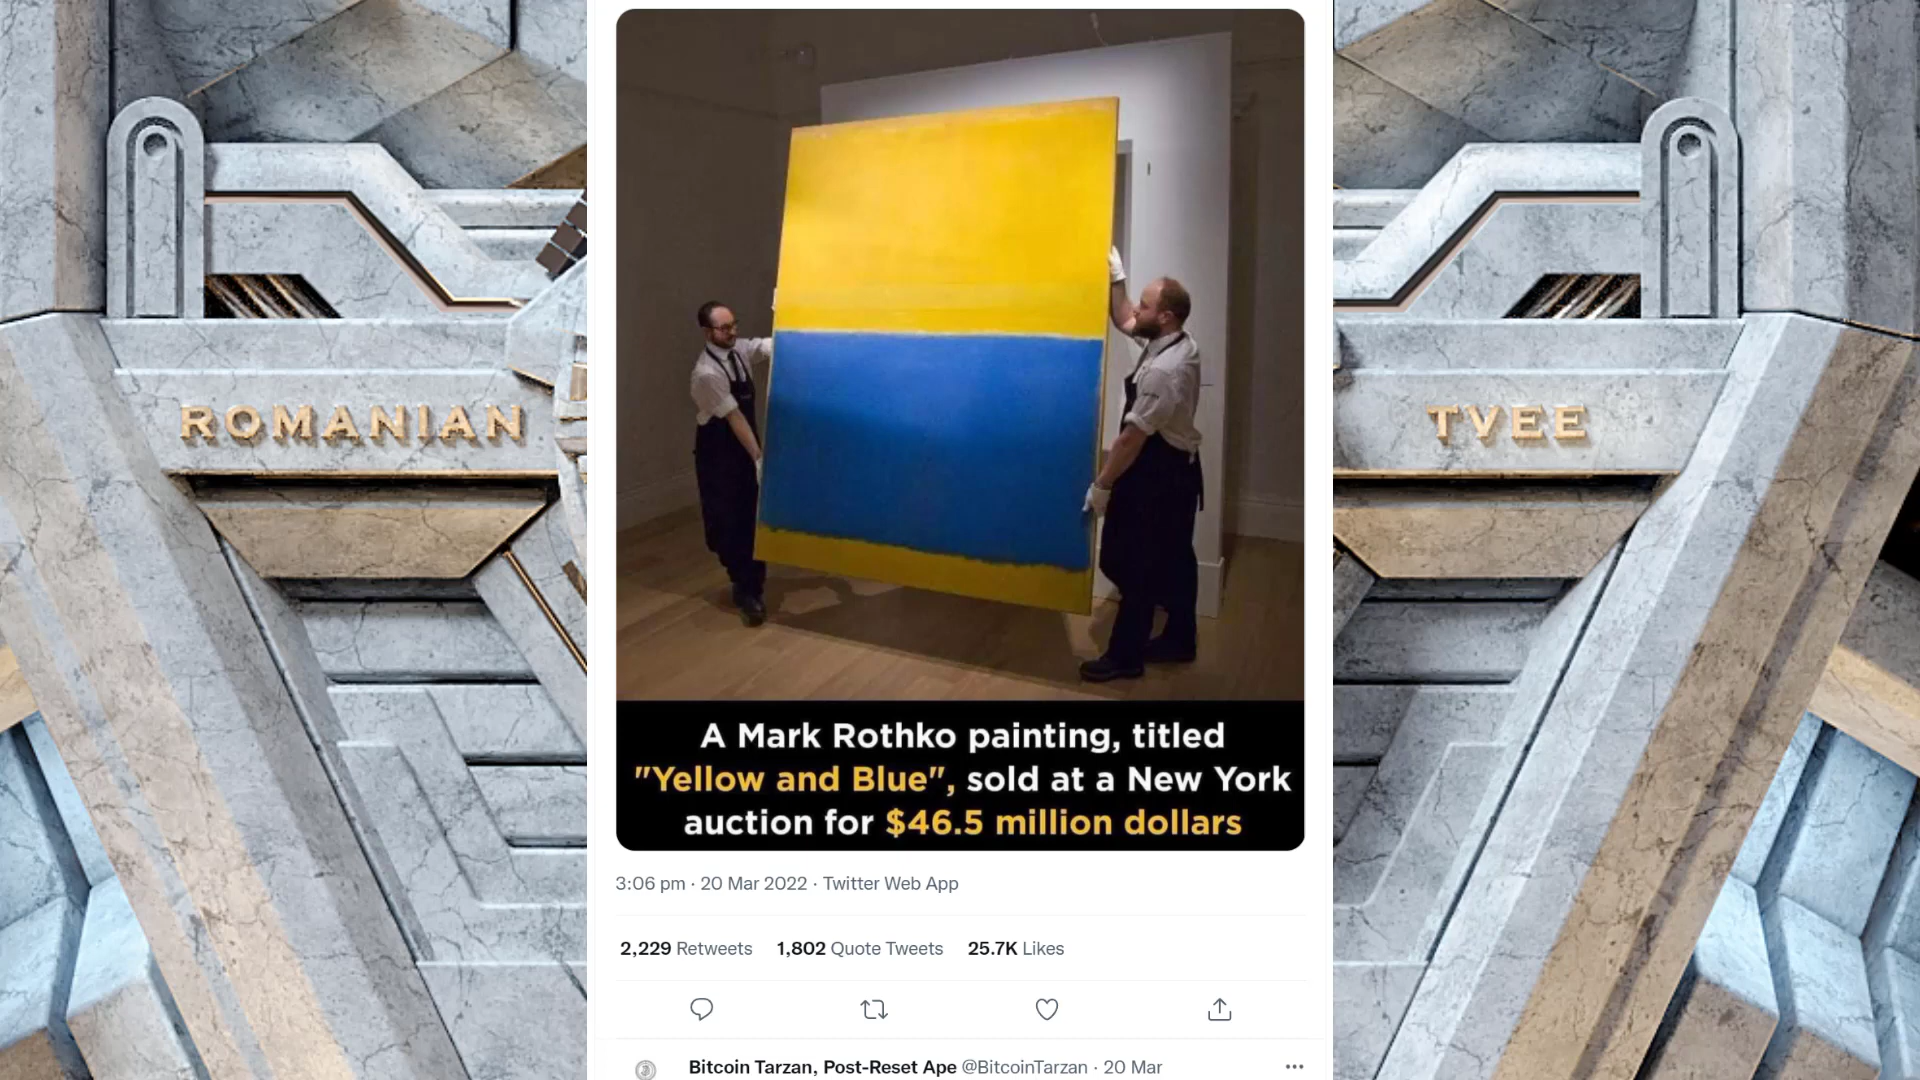 ROMANIAN
TVEE
A Mark Rothko painting, titled
"Yellow and Blue", sold at a New York
auction for $46.5 million dollars
3:06 pm · 20 Mar 2022 · Twitter Web App
2,229 Retweets 1,802 Quote Tweets 25.7K Likes
Bitcoin Tarzan, Post-Reset Ape @BitcoinTarzan · 20 Mar